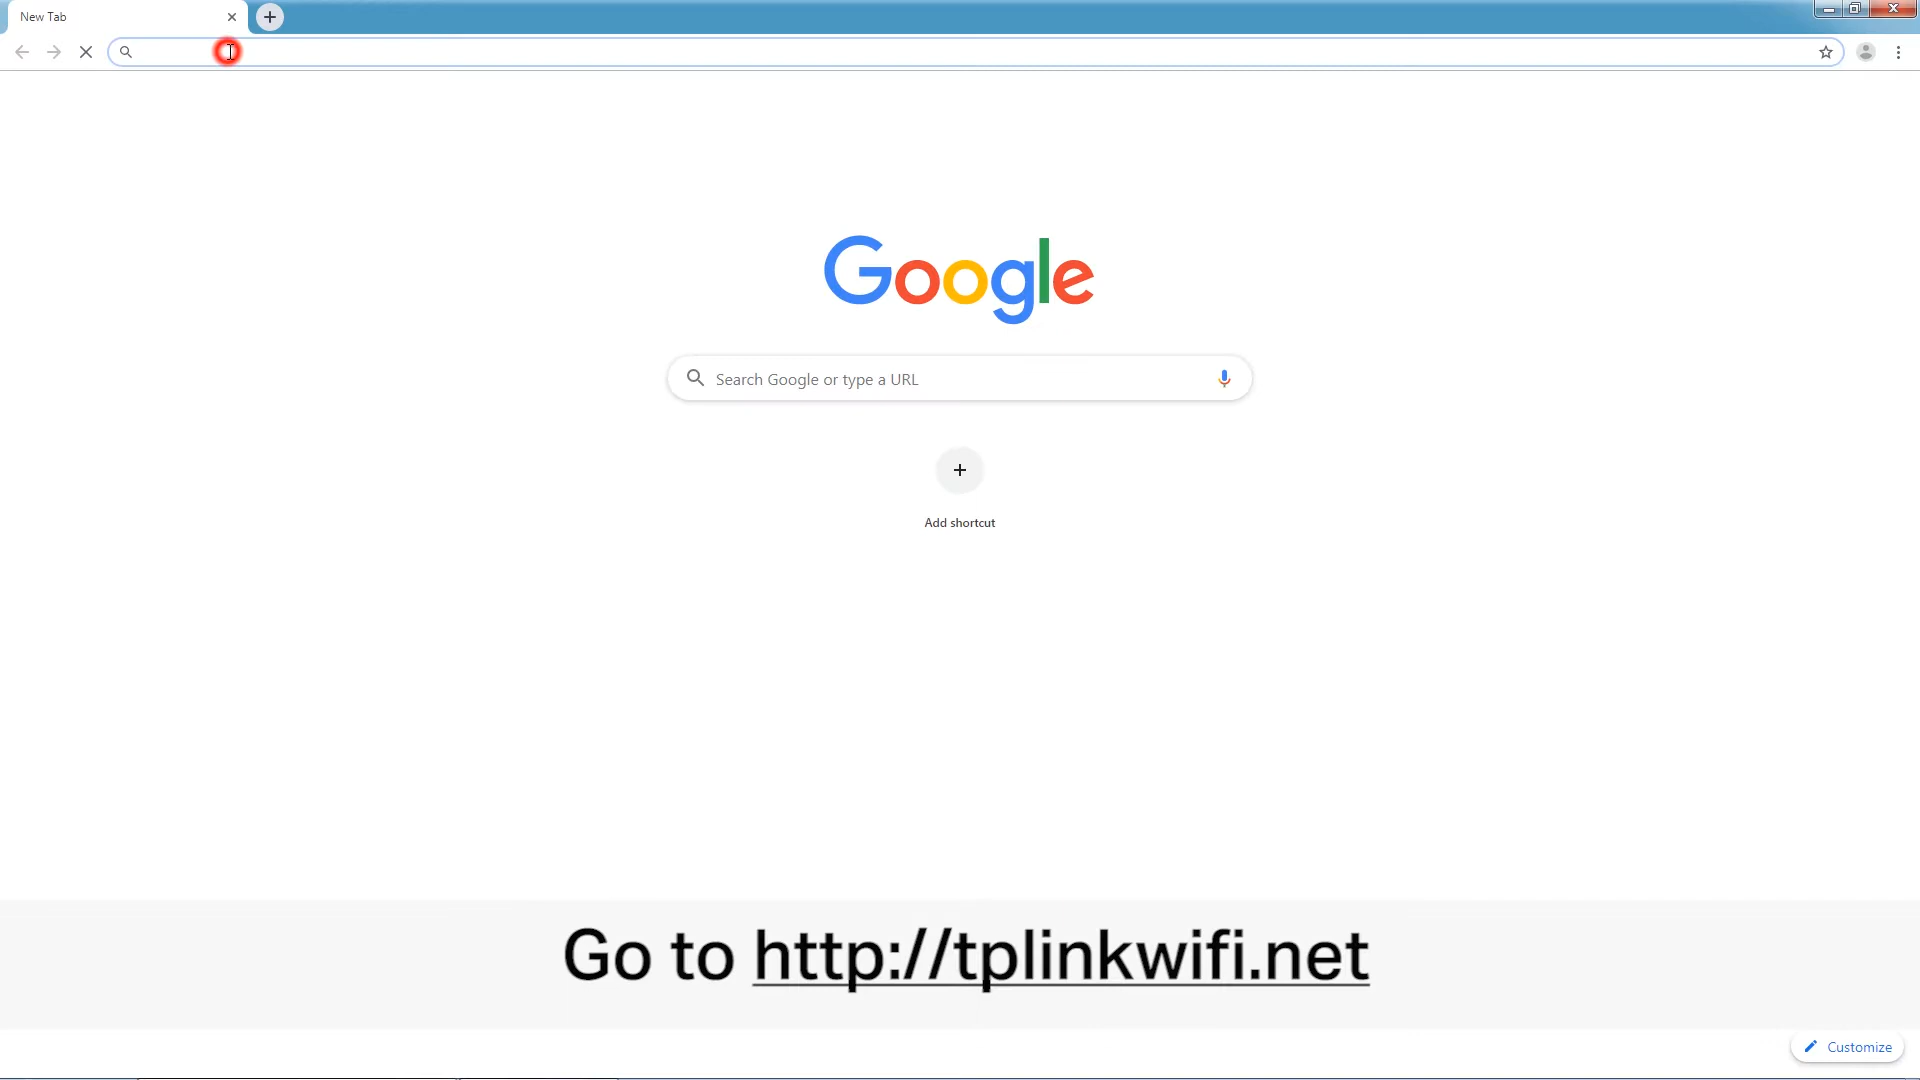 New Tab
Google
Search Google or type a URL
Add shortcut
Go to http://tplinkwifi.net
Customize